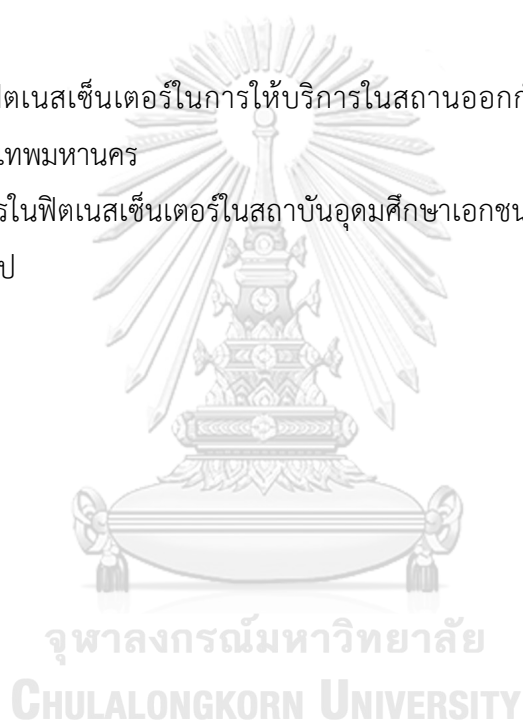 ฟิตเนสเซ็นเตอร์ในการให้บริการในสถานออกก
เทพมหานคร
รในฟิตเนสเซ็นเตอร์ในสถาบันอุดมศึกษาเอกชน
ป
จุฬาลงกรณ์มหาวิทยาลัย
CHULALONGKORN UNIVERSITY